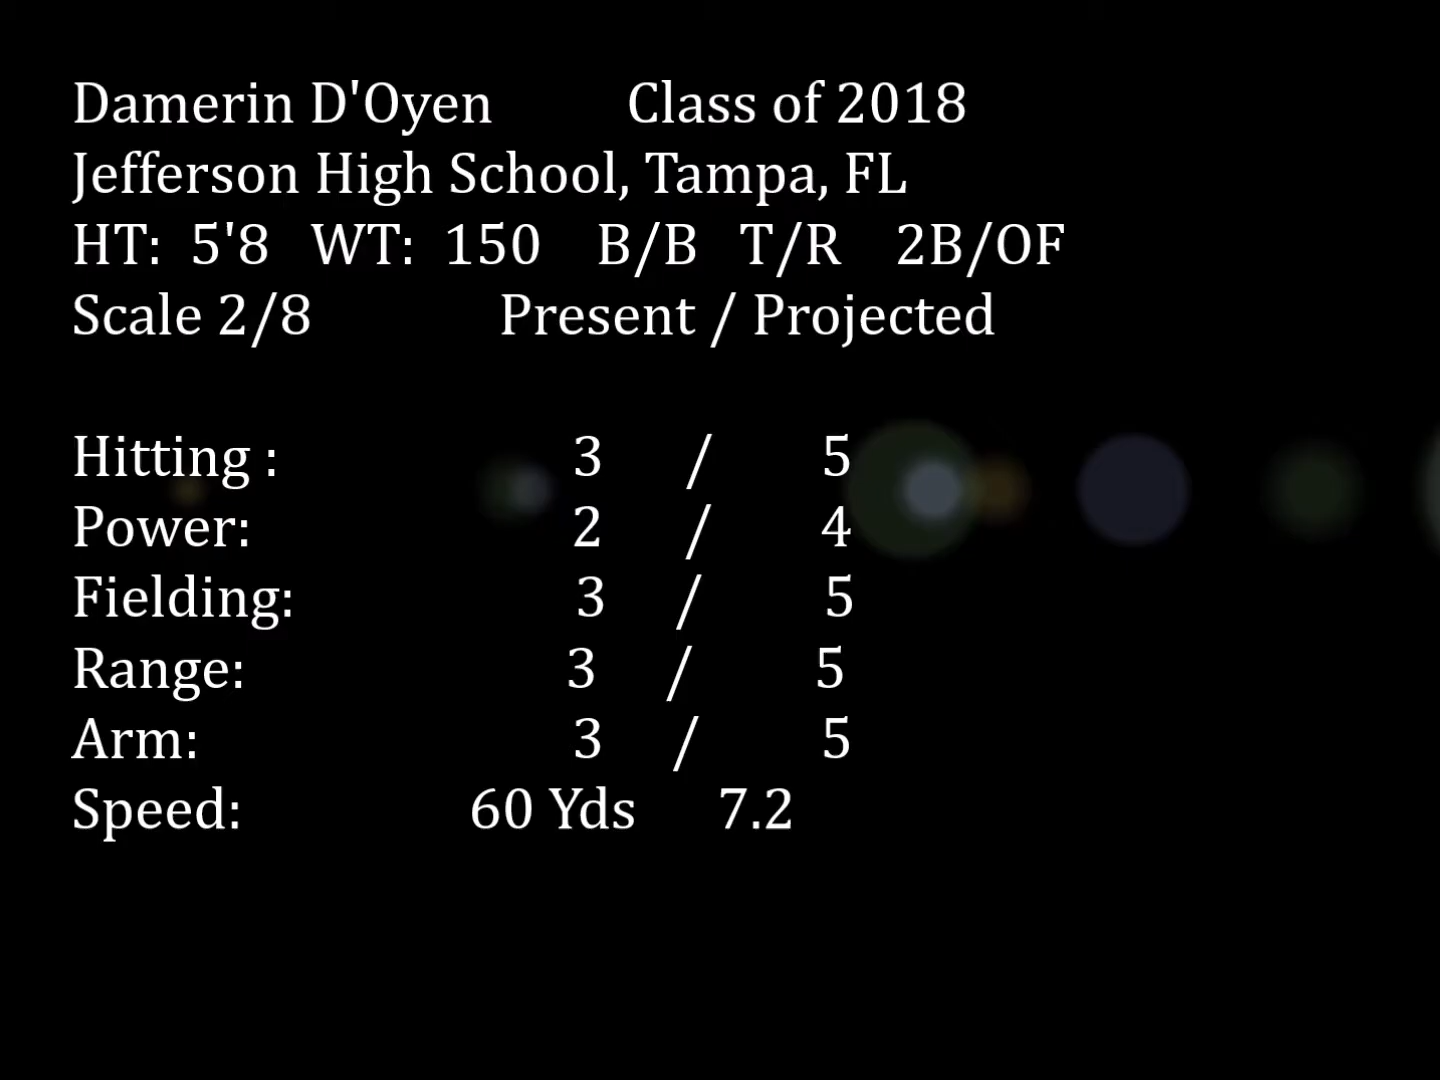 Damerin D'Oyen Class of 2018
Jefferson High School, Tampa, FL
HT: 5'8 WT: 150 B/B T/R 2B/OF
Scale 2/8 Present / Projected
Hitting : 3 / 5
Power: 2 / 4
Fielding: 3 / 5
Range: 3 / 5
Arm: 3 / 5
Speed: 60 Yds 7.2